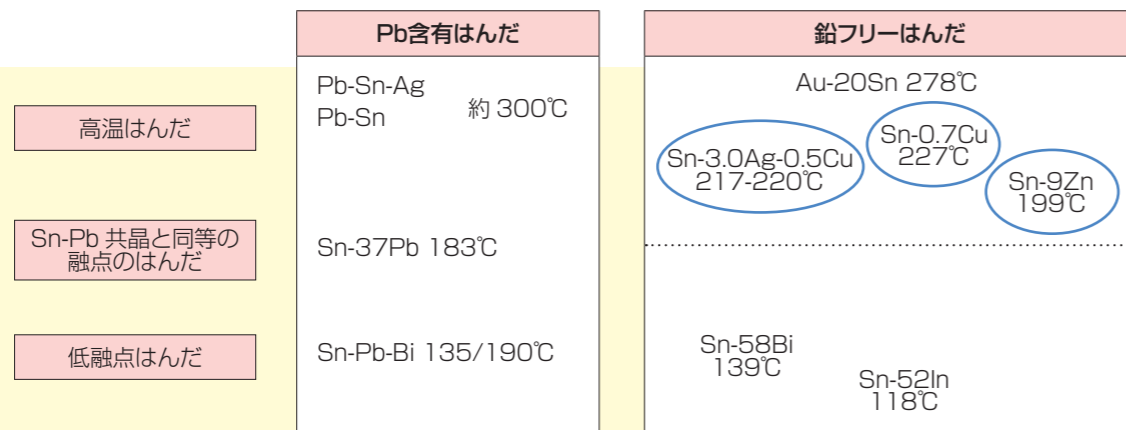 Pb含有はんだ
鉛フリーはんだ
高温はんだ
Pb-Sn-Ag
Pb-Sn
約 300℃
Au-20Sn 278℃
Sn-3.0Ag-0.5Cu
217-220℃
Sn-0.7Cu
227℃
Sn-9Zn
199℃
Sn-Pb 共晶と同等の
融点のはんだ
Sn-37Pb 183℃
低融点はんだ
Sn-Pb-Bi 135/190℃
Sn-58Bi
139℃
Sn-52In
118℃